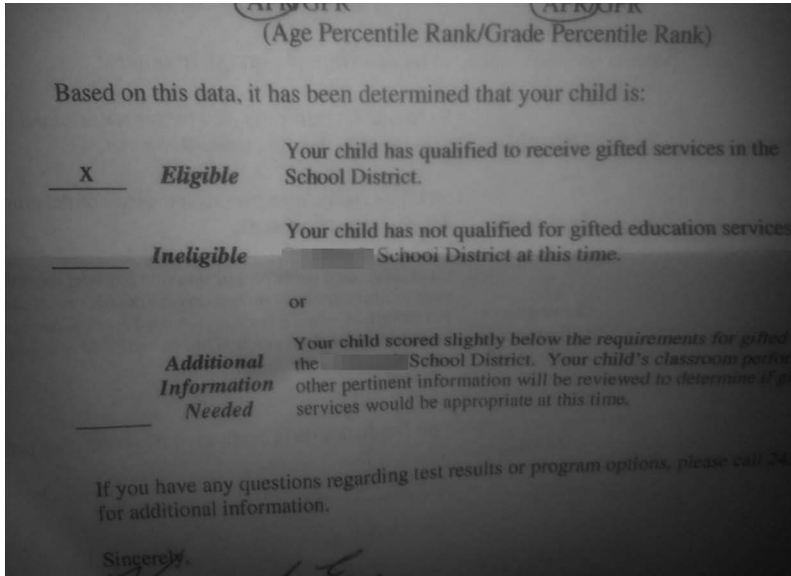 APR/GPR APR/GPR
(Age Percentile Rank/Grade Percentile Rank)
Based on this data, it has been determined that your child is:
X Eligible Your child has qualified to receive gifted services in the
School District.
Ineligible Your child has not qualified for gifted education services
School District at this time.
or
Additional Information Needed
Your child scored slightly below the requirements for gifted
the School District. Your child's classroom
other pertinent information will be reviewed to determine if
services would be appropriate at this time.
If you have any questions regarding test results or program options, please call
for additional information.
Sincerely,